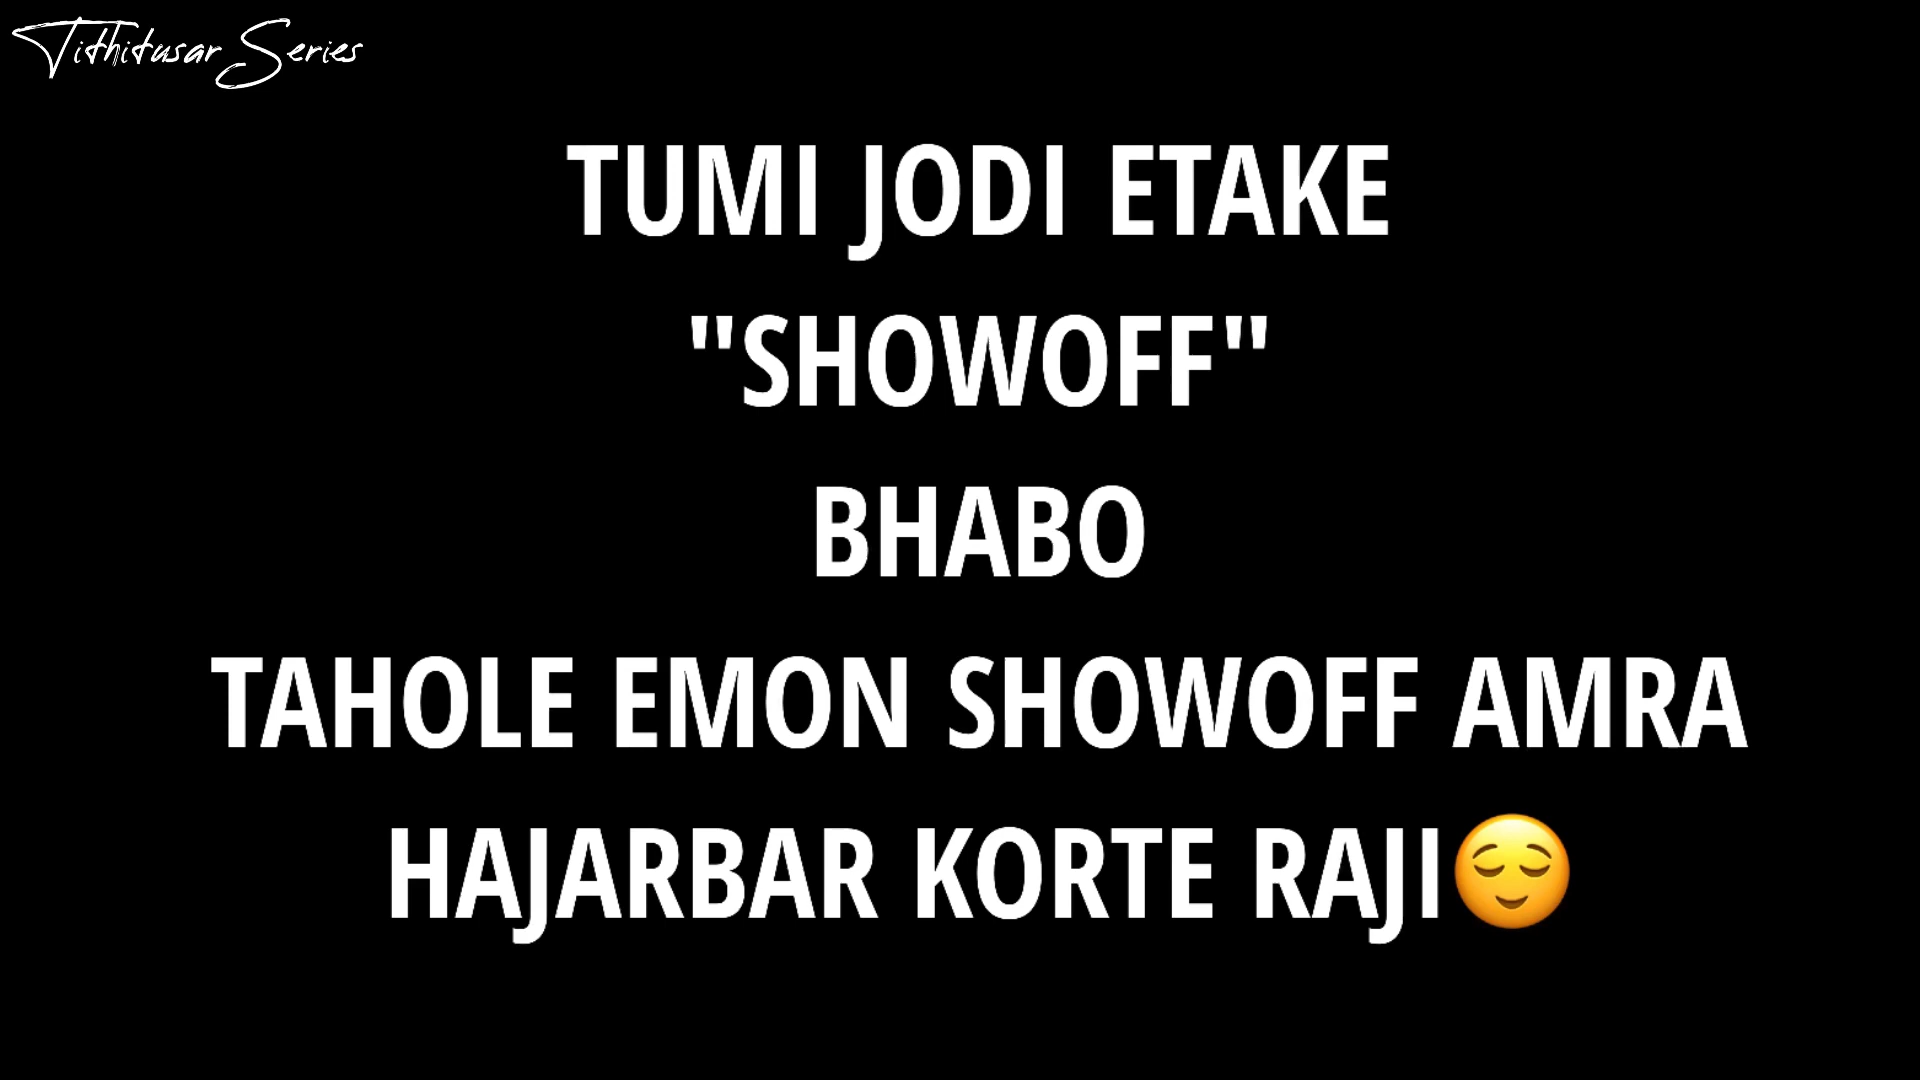 Tithitusar Series
TUMI JODI ETAKE
"SHOWOFF"
BHABO
TAHOLE EMON SHOWOFF AMRA
HAJARBAR KORTE RAJI😌